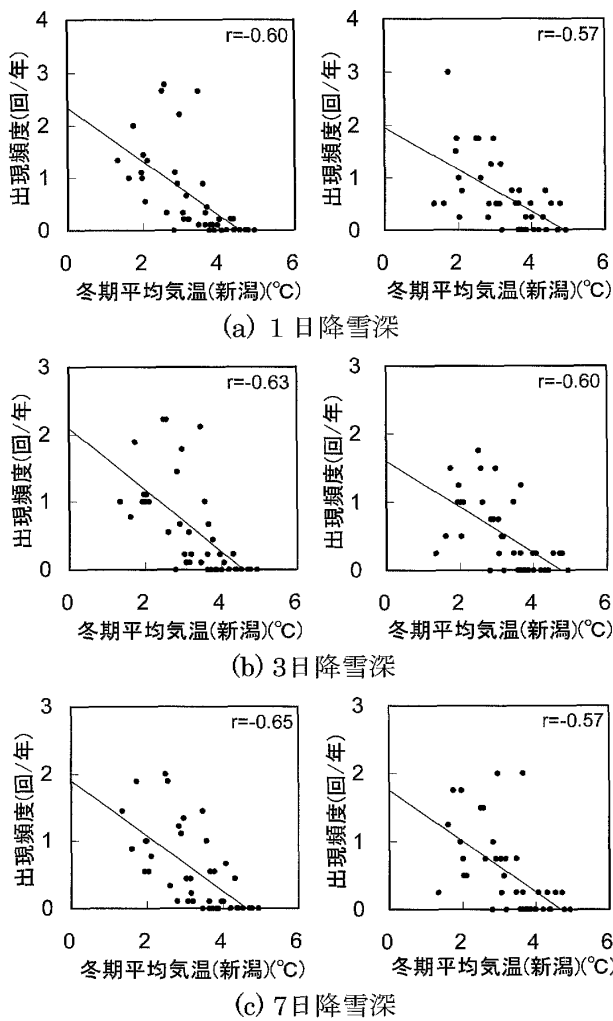 r=-0.60
出現頻度(回/年)
4
3
2
1
0
0 2 4 6
冬期平均気温(新潟)(℃)
r=-0.57
出現頻度(回/年)
4
3
2
1
0
0 2 4 6
冬期平均気温(新潟)(℃)
(a) 1日降雪深
r=-0.63
出現頻度(回/年)
3
2
1
0
0 2 4 6
冬期平均気温(新潟)(℃)
r=-0.60
出現頻度(回/年)
3
2
1
0
0 2 4 6
冬期平均気温(新潟)(℃)
(b) 3日降雪深
r=-0.65
出現頻度(回/年)
3
2
1
0
0 2 4 6
冬期平均気温(新潟)(℃)
r=-0.57
出現頻度(回/年)
3
2
1
0
0 2 4 6
冬期平均気温(新潟)(℃)
(c) 7日降雪深